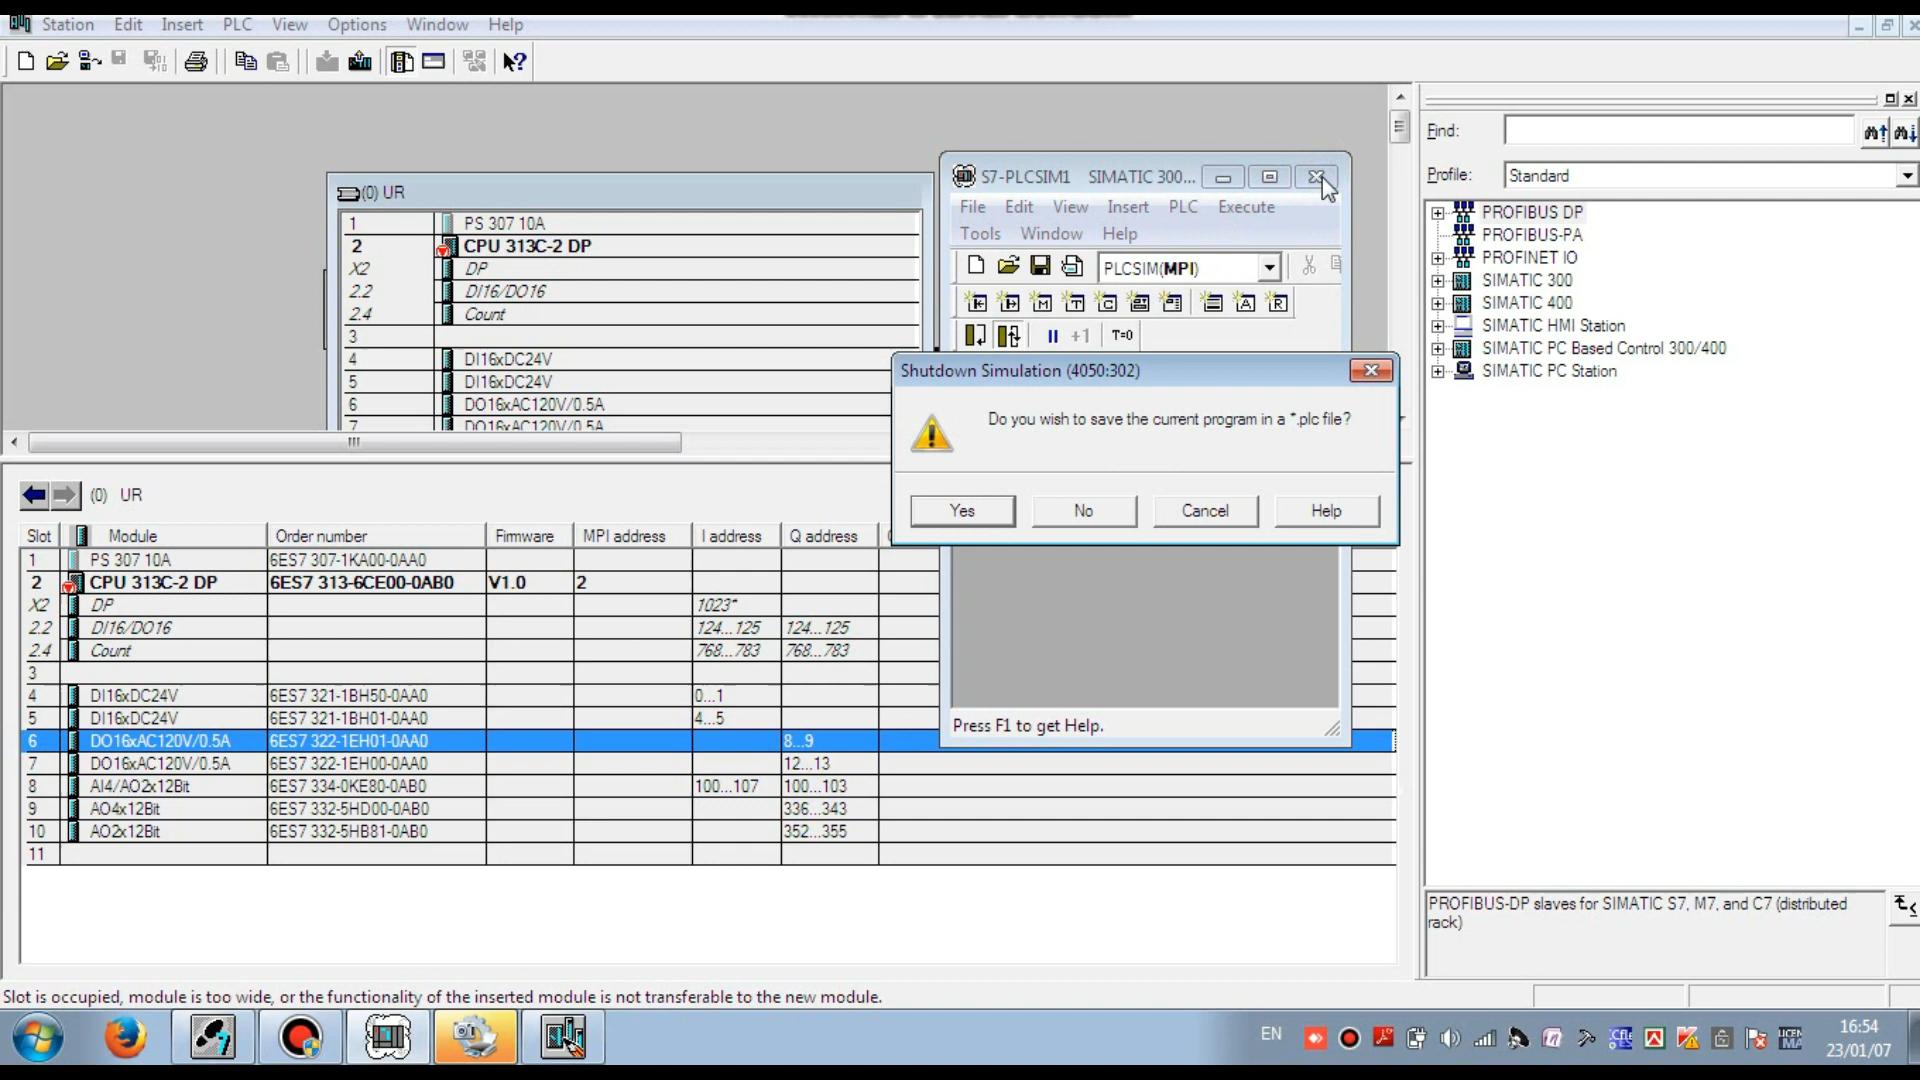 Station Edit Insert PLC View Options Window Help
Find:
Profile: Standard
PROFIBUS DP
PROFIBUS-PA
PROFINET IO
SIMATIC 300
SIMATIC 400
SIMATIC HMI Station
SIMATIC PC Based Control 300/400
SIMATIC PC Station
(0) UR
1 PS 307 10A
2 CPU 313C-2 DP
X2 DP
2.2 DI16/DO16
2.4 Count
3
4 DI16xDC24V
5 DI16xDC24V
6 DO16xAC120V/0.5A
7 DO16xAC120V/0.5A
S7-PLCSIM1 SIMATIC 300...
File Edit View Insert PLC Execute
Tools Window Help
PLCSIM(MPI)
+1 T=0
Shutdown Simulation (4050:302)
Do you wish to save the current program in a *.plc file?
Yes No Cancel Help
Press F1 to get Help.
(0) UR
Slot Module Order number Firmware MPI address I address Q address
1 PS 307 10A 6ES7 307-1KA00-0AA0
2 CPU 313C-2 DP 6ES7 313-6CE00-0AB0 V1.0 2
X2 DP 1023*
2.2 DI16/DO16 124...125 124...125
2.4 Count 768...783 768...783
3
4 DI16xDC24V 6ES7 321-1BH50-0AA0 0...1
5 DI16xDC24V 6ES7 321-1BH01-0AA0 4...5
6 DO16xAC120V/0.5A 6ES7 322-1EH01-0AA0 8...9
7 DO16xAC120V/0.5A 6ES7 322-1EH00-0AA0 12...13
8 AI4/AO2x12Bit 6ES7 334-0KE80-0AB0 100...107 100...103
9 AO4x12Bit 6ES7 332-5HD00-0AB0 336...343
10 AO2x12Bit 6ES7 332-5HB81-0AB0 352...355
11
PROFIBUS-DP slaves for SIMATIC S7, M7, and C7 (distributed
rack)
Slot is occupied, module is too wide, or the functionality of the inserted module is not transferable to the new module.
EN
16:54
23/01/07